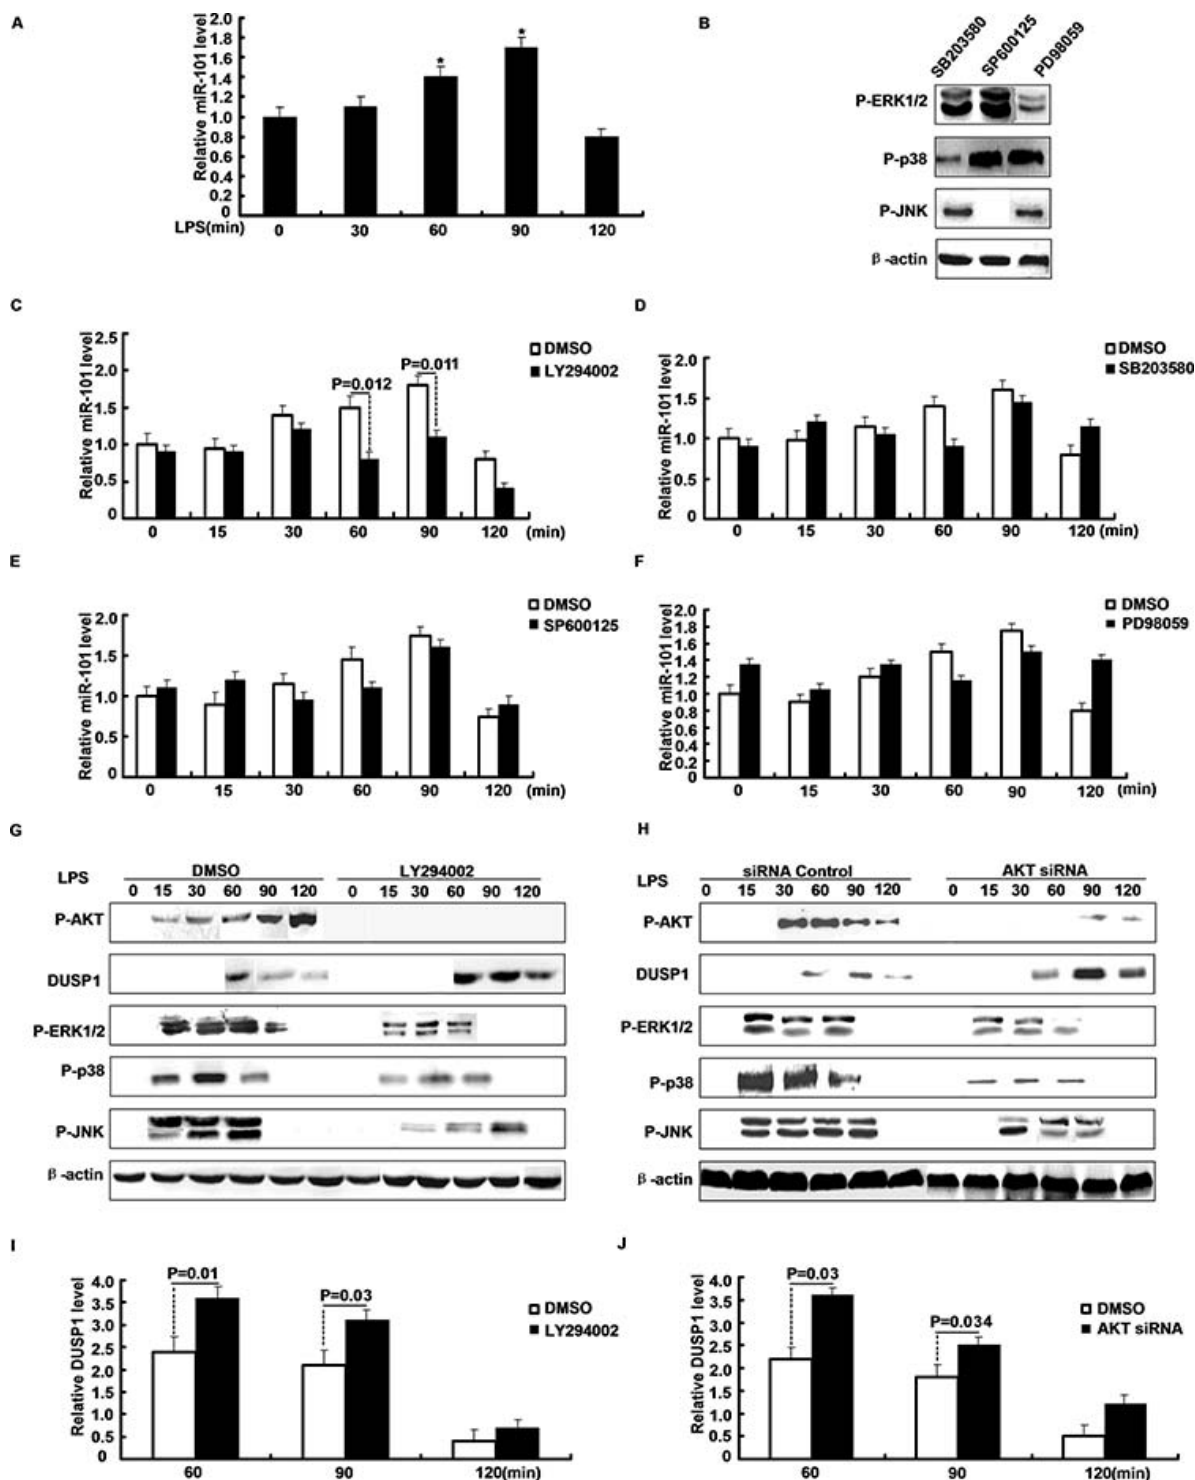 A
Relative miR-101 level
2.0
1.8
1.6
1.4
1.2
1.0
0.8
0.6
0.4
0.2
0
*
*
LPS(min) 0 30 60 90 120
B
SB203580 SP600125 PD98059
P-ERK1/2
P-p38
P-JNK
β-actin
C
Relative miR-101 level
2.5
2.0
1.5
1.0
0.5
0
P=0.012
P=0.011
DMSO
LY294002
0 15 30 60 90 120 (min)
D
Relative miR-101 level
2.0
1.5
1.0
0.5
0
DMSO
SB203580
0 15 30 60 90 120 (min)
E
Relative miR-101 level
2.0
1.5
1.0
0.5
0
DMSO
SP600125
0 15 30 60 90 120 (min)
F
Relative miR-101 level
2.0
1.8
1.6
1.4
1.2
1.0
0.8
0.4
0.2
0
DMSO
PD98059
0 15 30 60 90 120 (min)
G
DMSO LY294002
LPS 0 15 30 60 90 120 0 15 30 60 90 120
P-AKT
DUSP1
P-ERK1/2
P-p38
P-JNK
β-actin
H
siRNA Control AKT siRNA
LPS 0 15 30 60 90 120 0 15 30 60 90 120
P-AKT
DUSP1
P-ERK1/2
P-p38
P-JNK
β-actin
I
Relative DUSP1 level
4.0
3.5
3.0
2.5
2.0
1.5
1.0
0.5
0
P=0.01
P=0.03
DMSO
LY294002
60 90 120(min)
J
Relative DUSP1 level
4.0
3.5
3.0
2.5
2.0
1.5
1.0
0.5
0
P=0.03
P=0.034
DMSO
AKT siRNA
60 90 120(min)